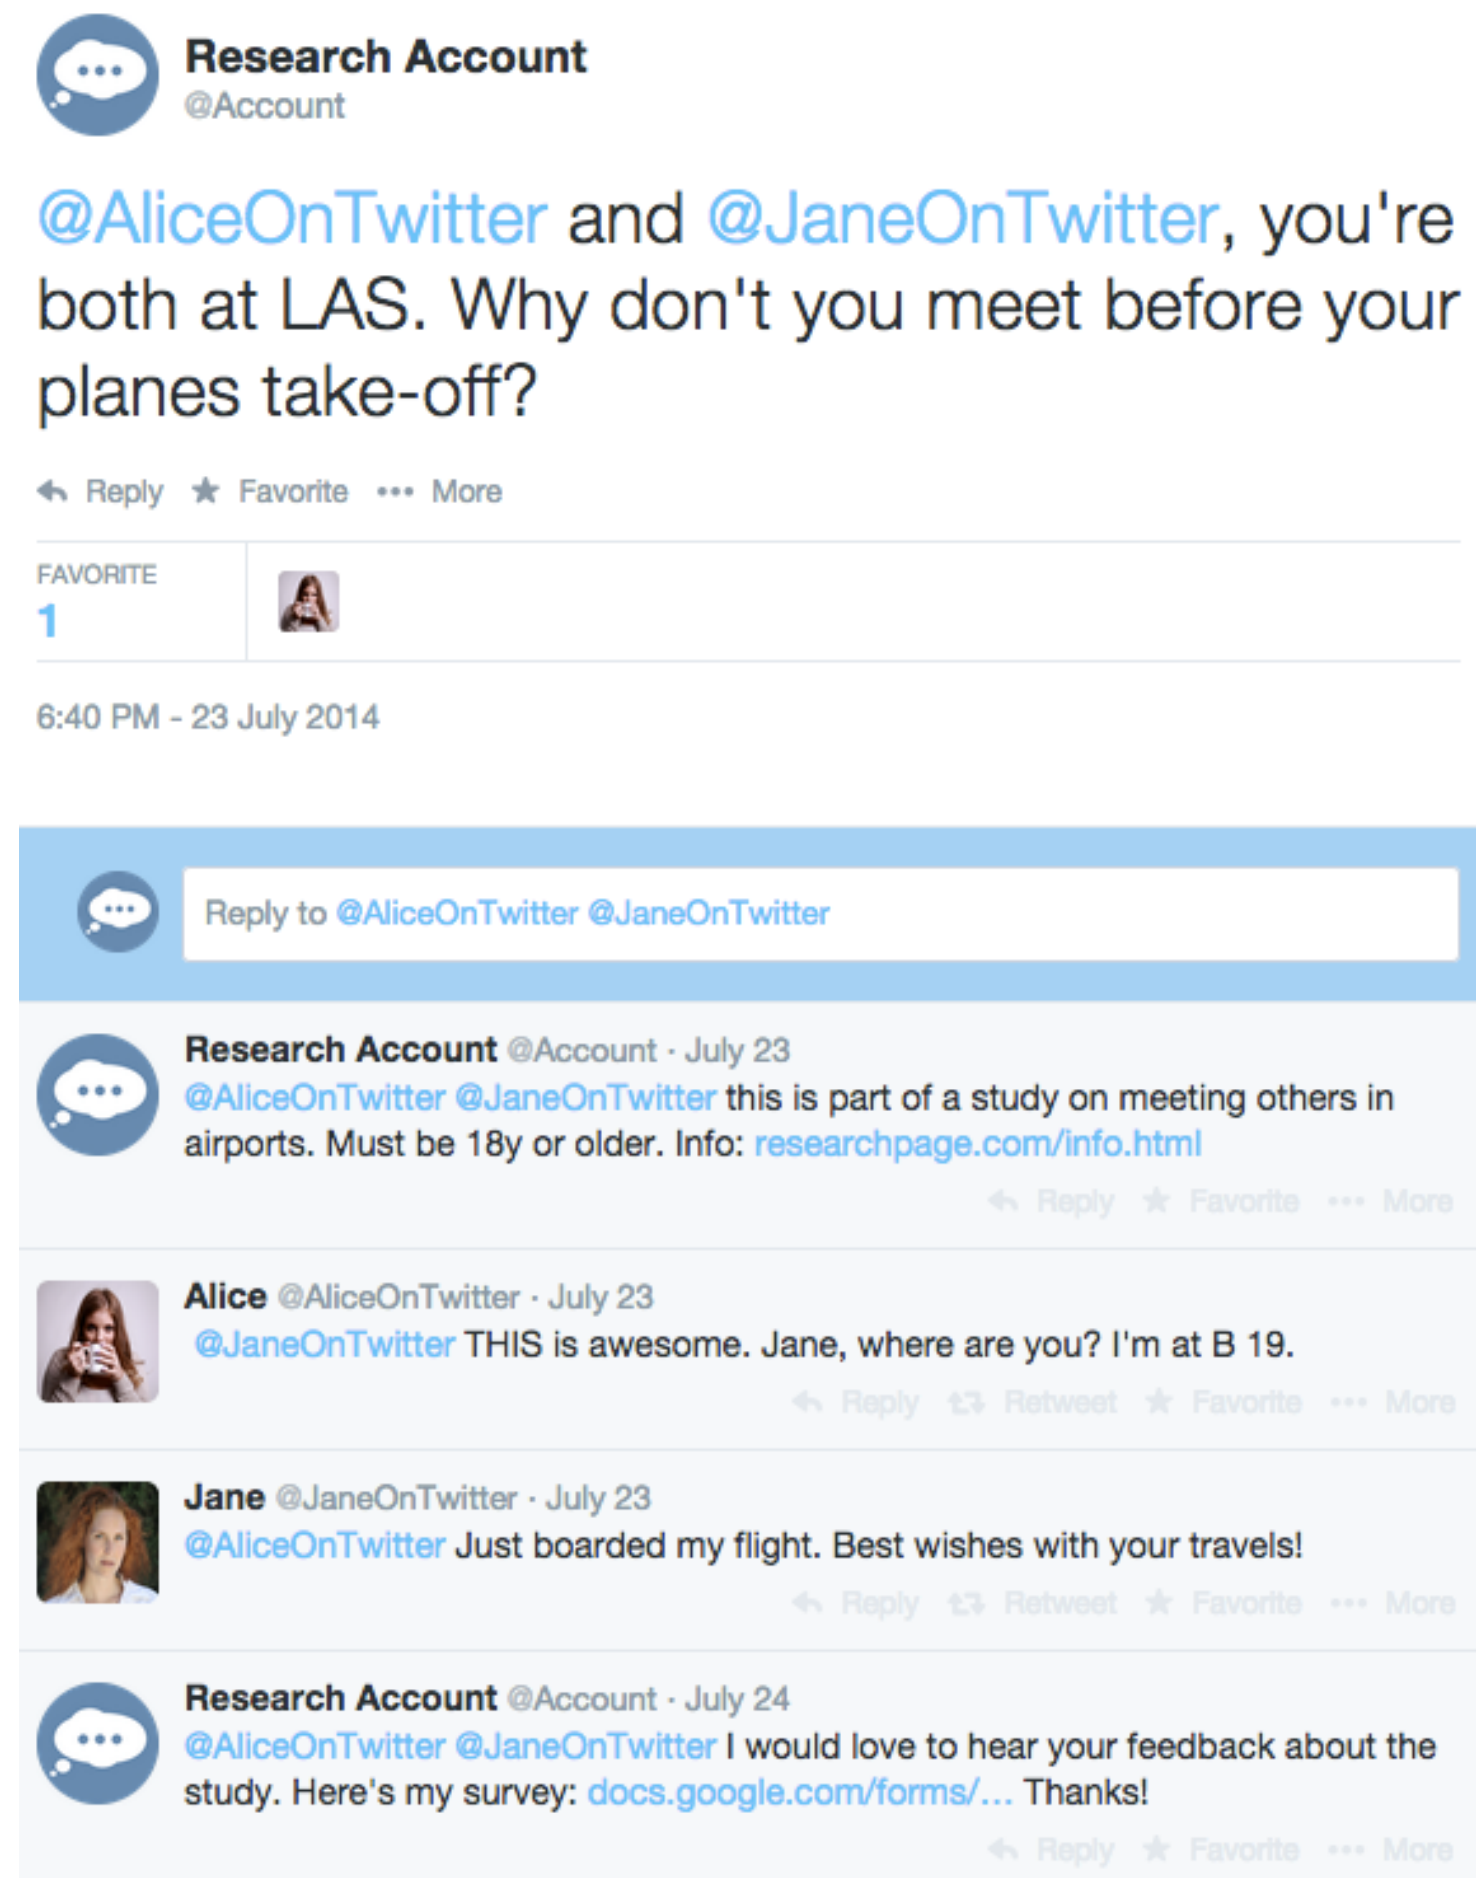 Research Account
@Account
@AliceOnTwitter and @JaneOnTwitter, you're
both at LAS. Why don't you meet before your
planes take-off?
Reply Favorite ••• More
FAVORITE
1
6:40 PM - 23 July 2014
Reply to @AliceOnTwitter @JaneOnTwitter
Research Account @Account · July 23
@AliceOnTwitter @JaneOnTwitter this is part of a study on meeting others in
airports. Must be 18y or older. Info: researchpage.com/info.html
Reply Favorite ••• More
Alice @AliceOnTwitter · July 23
@JaneOnTwitter THIS is awesome. Jane, where are you? I'm at B 19.
Reply Retweet Favorite ••• More
Jane @JaneOnTwitter · July 23
@AliceOnTwitter Just boarded my flight. Best wishes with your travels!
Reply Retweet Favorite ••• More
Research Account @Account · July 24
@AliceOnTwitter @JaneOnTwitter I would love to hear your feedback about the
study. Here's my survey: docs.google.com/forms/... Thanks!
Reply Favorite ••• More